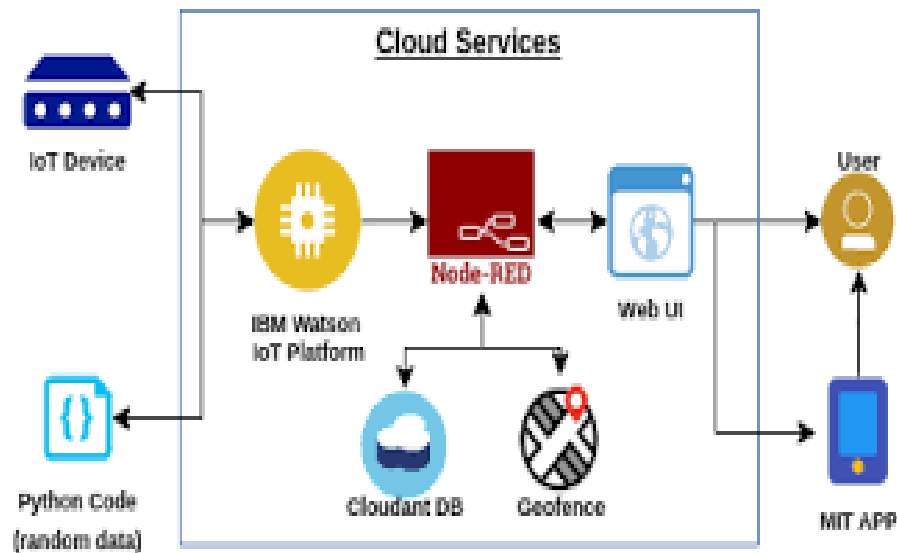 Cloud Services
IoT Device
User
Node-RED
Web UI
IBM Watson
IoT Platform
Python Code
(random data)
Cloudant DB
Geofence
MIT APP